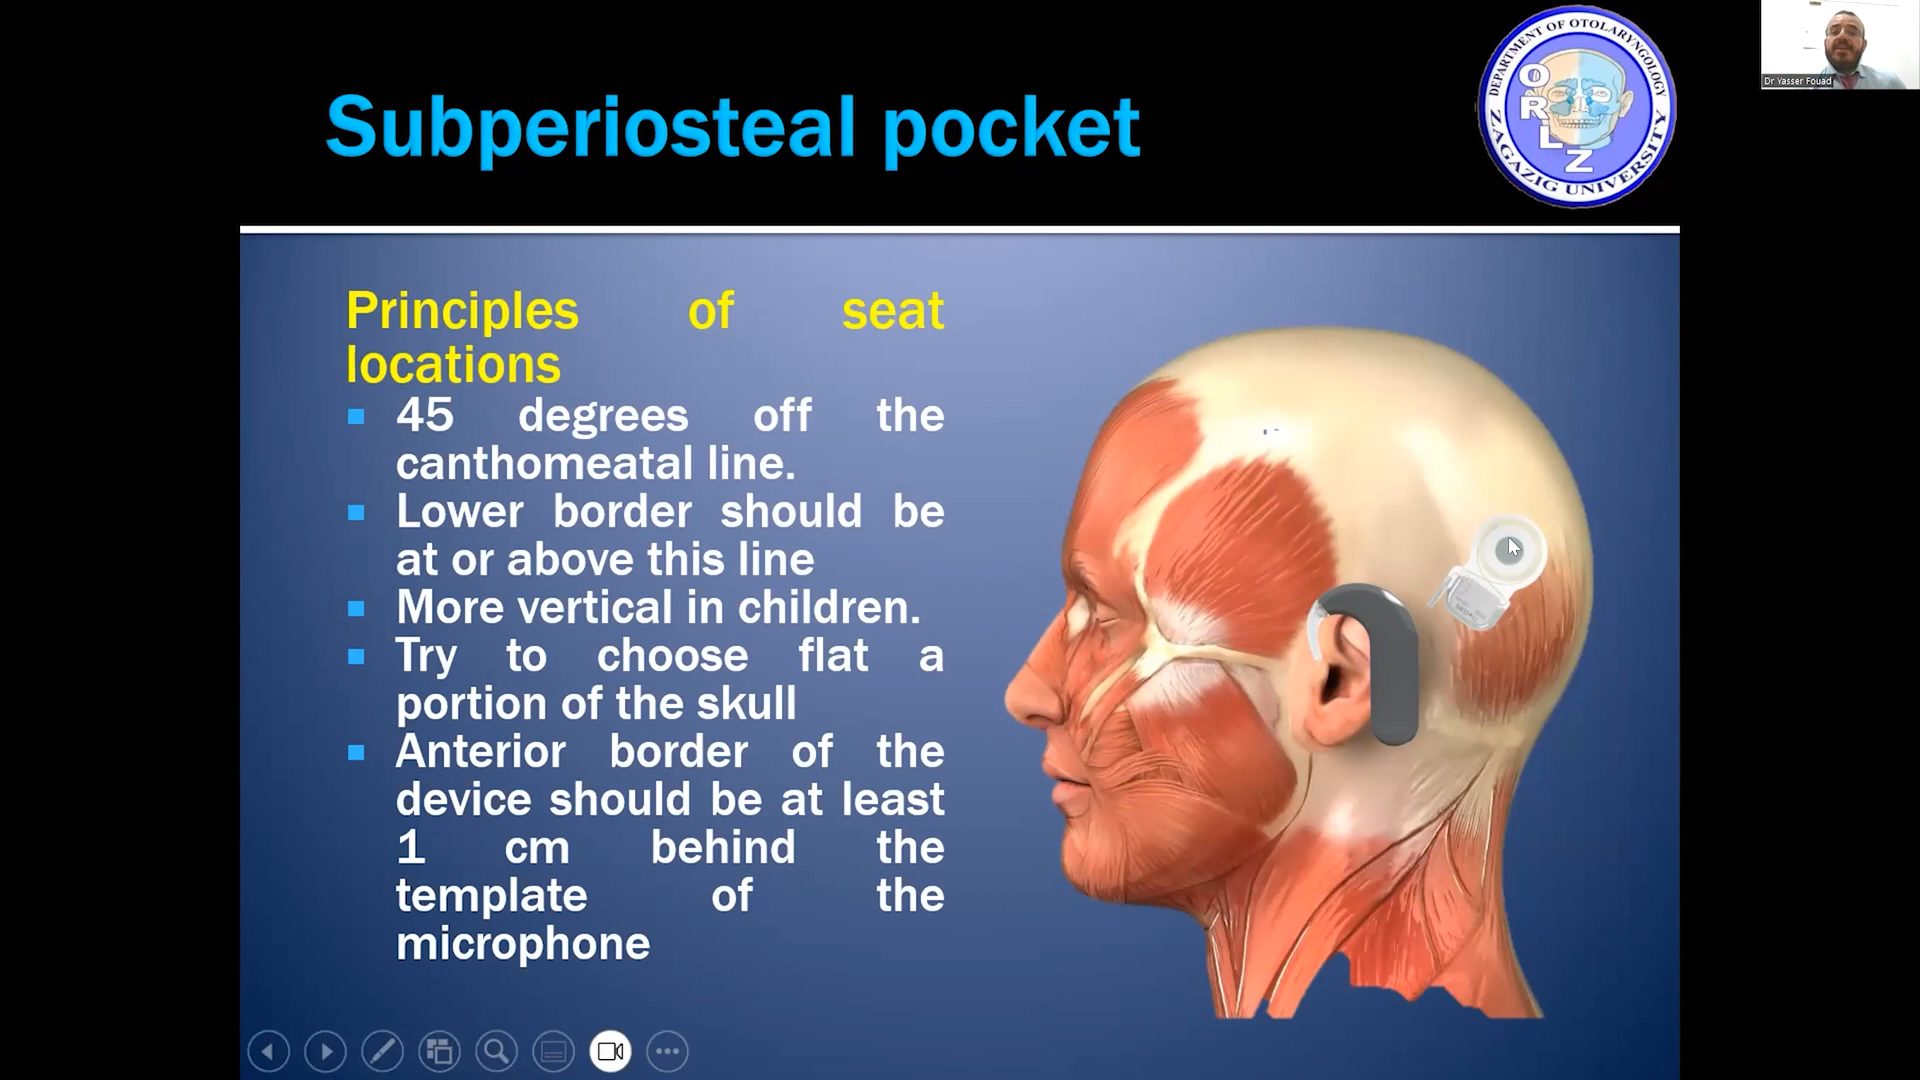 Subperiosteal pocket
DEPARTMENT OF OTOLARYNGOLOGY
ORLZ
ZAGAZIG UNIVERSITY
Dr Yasser Fouad
Principles of seat
locations
45 degrees off the
canthomeatal line.
Lower border should be
at or above this line
More vertical in children.
Try to choose flat a
portion of the skull
Anterior border of the
device should be at least
1 cm behind the
template of the
microphone